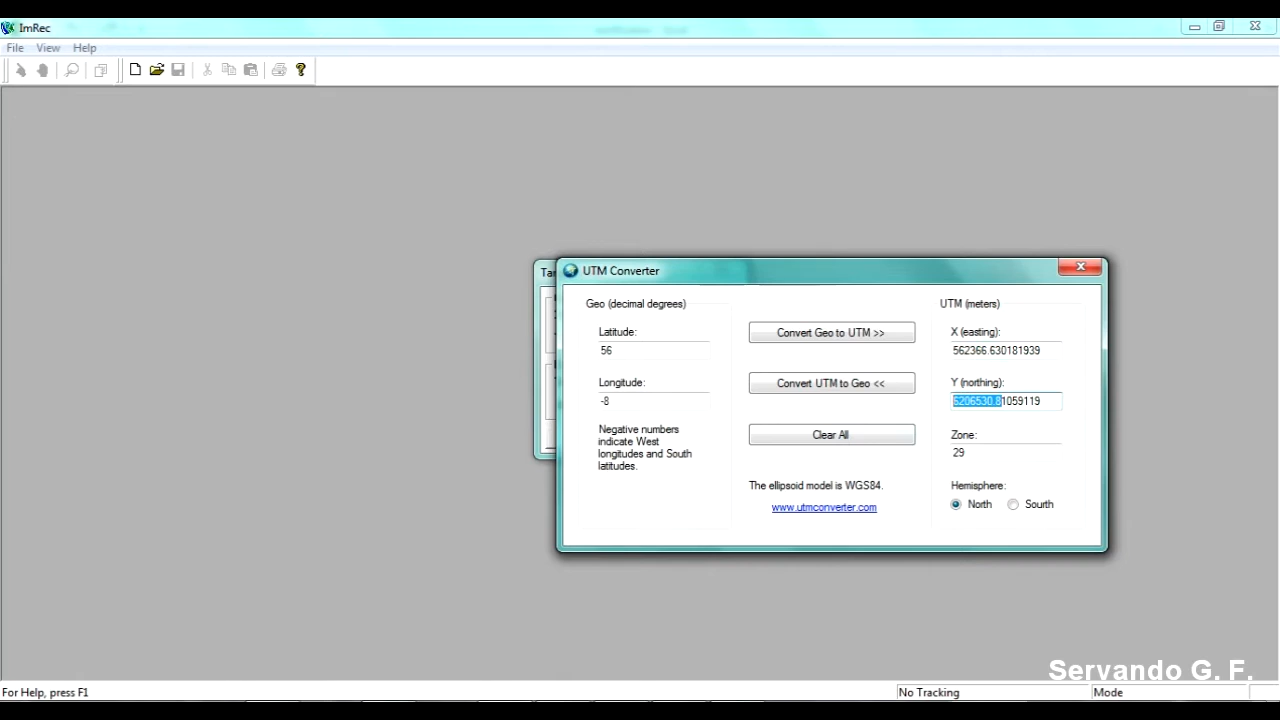 ImRec
File View Help
Tar
UTM Converter
Geo (decimal degrees)
UTM (meters)
Latitude:
56
Convert Geo to UTM >>
X (easting):
562366.630181939
Longitude:
-8
Convert UTM to Geo <<
Y (northing):
6206530.81059119
Negative numbers
indicate West
longitudes and South
latitudes.
Clear All
Zone:
29
The ellipsoid model is WGS84.
www.utmconverter.com
Hemisphere:
North Sourth
Servando G. F.
For Help, press F1
No Tracking
Mode